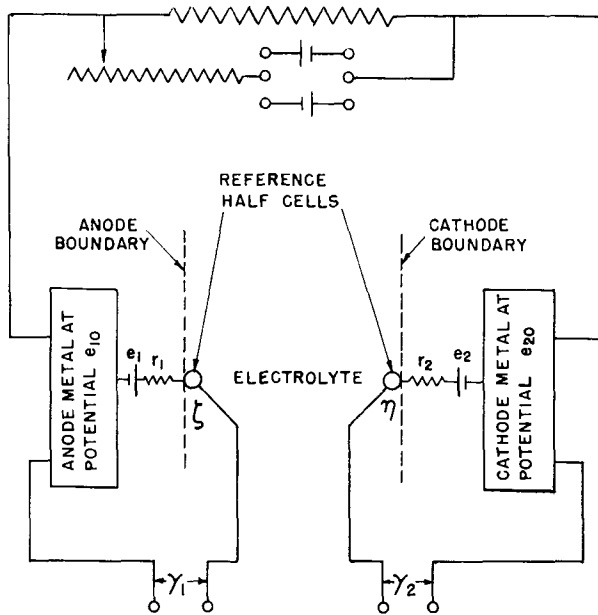 REFERENCE
HALF CELLS
ANODE
BOUNDARY
CATHODE
BOUNDARY
ANODE METAL AT
POTENTIAL e10
e1
r1
ζ
ELECTROLYTE
η
r2
e2
CATHODE METAL AT
POTENTIAL e20
γ1
γ2